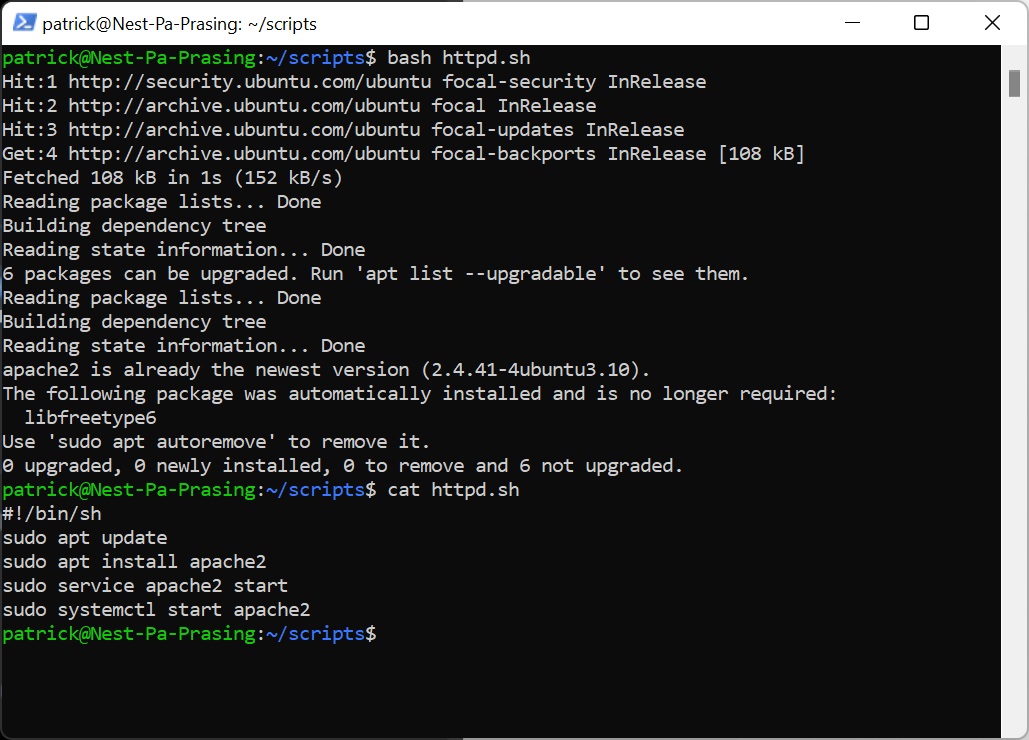 patrick@Nest-Pa-Prasing: ~/scripts
patrick@Nest-Pa-Prasing:~/scripts$ bash httpd.sh
Hit:1 http://security.ubuntu.com/ubuntu focal-security InRelease
Hit:2 http://archive.ubuntu.com/ubuntu focal InRelease
Hit:3 http://archive.ubuntu.com/ubuntu focal-updates InRelease
Get:4 http://archive.ubuntu.com/ubuntu focal-backports InRelease [108 kB]
Fetched 108 kB in 1s (152 kB/s)
Reading package lists... Done
Building dependency tree
Reading state information... Done
6 packages can be upgraded. Run 'apt list --upgradable' to see them.
Reading package lists... Done
Building dependency tree
Reading state information... Done
apache2 is already the newest version (2.4.41-4ubuntu3.10).
The following package was automatically installed and is no longer required:
  libfreetype6
Use 'sudo apt autoremove' to remove it.
0 upgraded, 0 newly installed, 0 to remove and 6 not upgraded.
patrick@Nest-Pa-Prasing:~/scripts$ cat httpd.sh
#!/bin/sh
sudo apt update
sudo apt install apache2
sudo service apache2 start
sudo systemctl start apache2
patrick@Nest-Pa-Prasing:~/scripts$